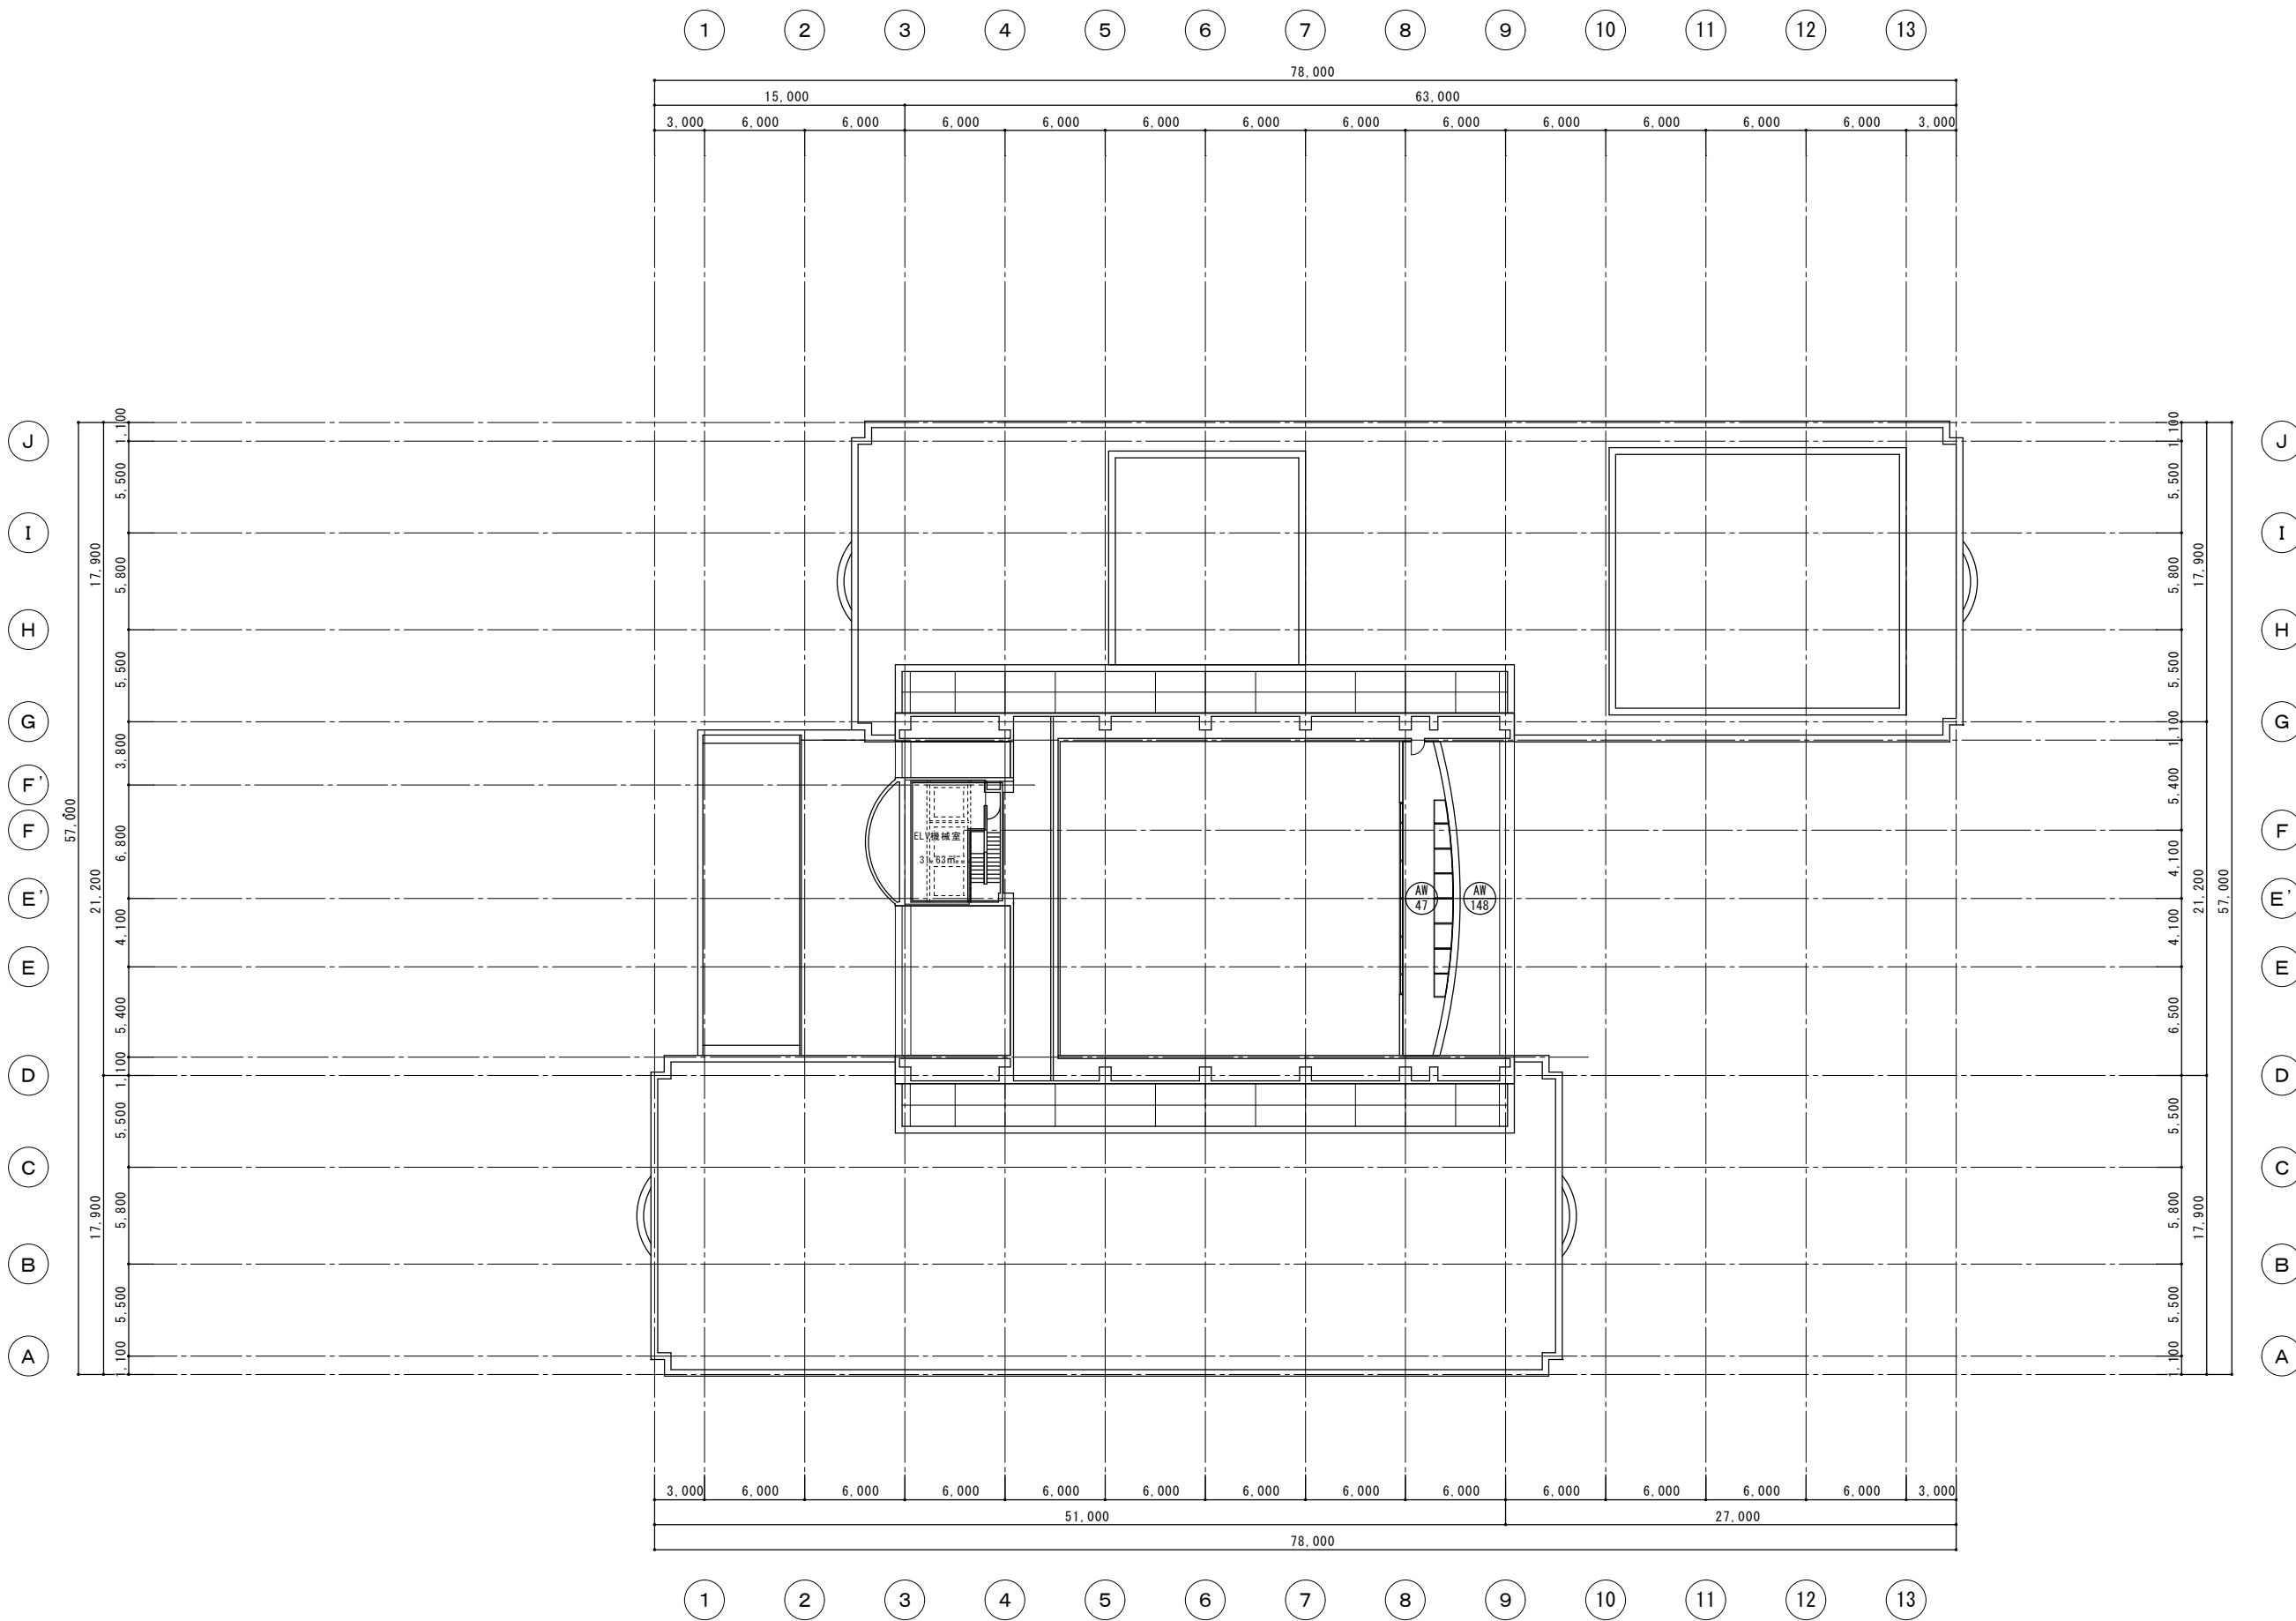 1 2 3 4 5 6 7 8 9 10 11 12 13
78,000
15,000 63,000
3,000 6,000 6,000 6,000 6,000 6,000 6,000 6,000 6,000 6,000 6,000 6,000 6,000 3,000
J 1,100 1,100 J
5,500 5,500
I I
17,900 5,800 5,800 17,900
H H
5,500 5,500
G G
3,800 1,100
F' 5,400
57,000 F F
ELV機械室
6,800 4,100
31.63㎡
21,200 21,200 57,000
E' AW 47 AW 148 E'
4,100 4,100
E E
5,400 6,500
1,100
D D
5,500 5,500
C C
17,900 5,800 5,800 17,900
B B
5,500 5,500
A 1,100 1,100 A
3,000 6,000 6,000 6,000 6,000 6,000 6,000 6,000 6,000 6,000 6,000 6,000 6,000 3,000
51,000 27,000
78,000
1 2 3 4 5 6 7 8 9 10 11 12 13